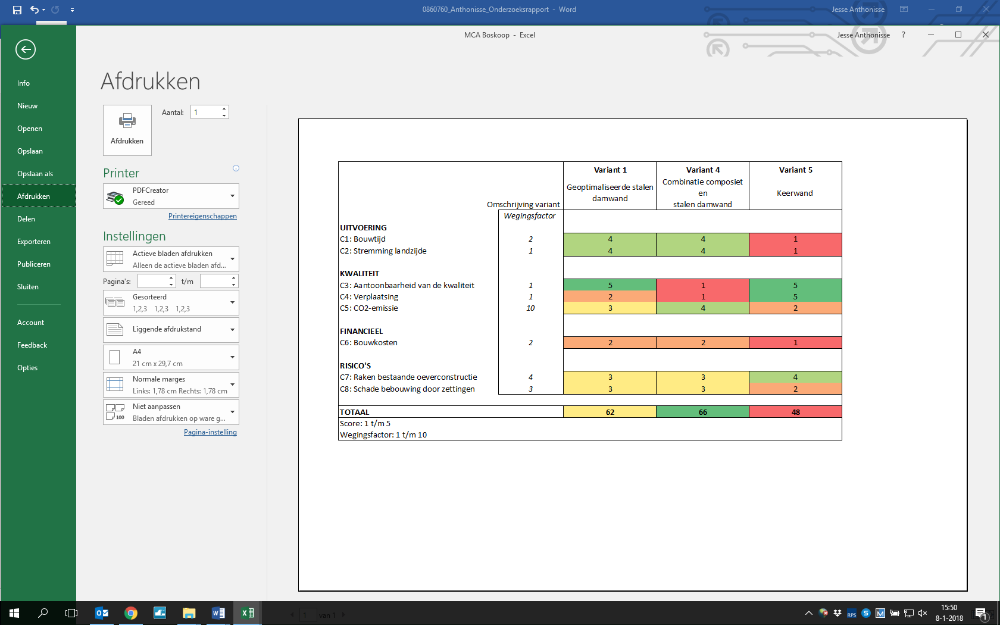 0860760_Anthonisse_Onderzoeksrapport - Word
Jesse Anthonisse
MCA Boskoop - Excel
Jesse Anthonisse
?
Info
Nieuw
Openen
Opslaan
Opslaan als
Afdrukken
Delen
Exporteren
Publiceren
Sluiten
Account
Feedback
Opties
Afdrukken
Afdrukken
Aantal: 1
Printer
PDFCreator
Gereed
Printereigenschappen
Instellingen
Actieve bladen afdrukken
Alleen de actieve bladen afd...
Pagina's: t/m
Gesorteerd
1,2,3 1,2,3 1,2,3
Liggende afdrukstand
A4
21 cm x 29,7 cm
Normale marges
Links: 1,78 cm Rechts: 1,78 cm
100
Niet aanpassen
Bladen afdrukken op ware g...
Pagina-instelling
Variant 1 Variant 4 Variant 5
Geoptimaliseerde stalen damwand
Combinatie composiet en stalen damwand
Keerwand
Omschrijving variant
Wegingsfactor
UITVOERING
C1: Bouwtijd 2 4 4 1
C2: Stremming landzijde 1 4 4 1
KWALITEIT
C3: Aantoonbaarheid van de kwaliteit 1 5 1 5
C4: Verplaatsing 1 2 1 5
C5: CO2-emissie 10 3 4 2
FINANCIEEL
C6: Bouwkosten 2 2 2 1
RISICO'S
C7: Raken bestaande oeverconstructie 4 3 3 4
C8: Schade bebouwing door zettingen 3 3 3 2
TOTAAL 62 66 48
Score: 1 t/m 5
Wegingsfactor: 1 t/m 10
1 van 1
RPS
15:50
8-1-2018
1